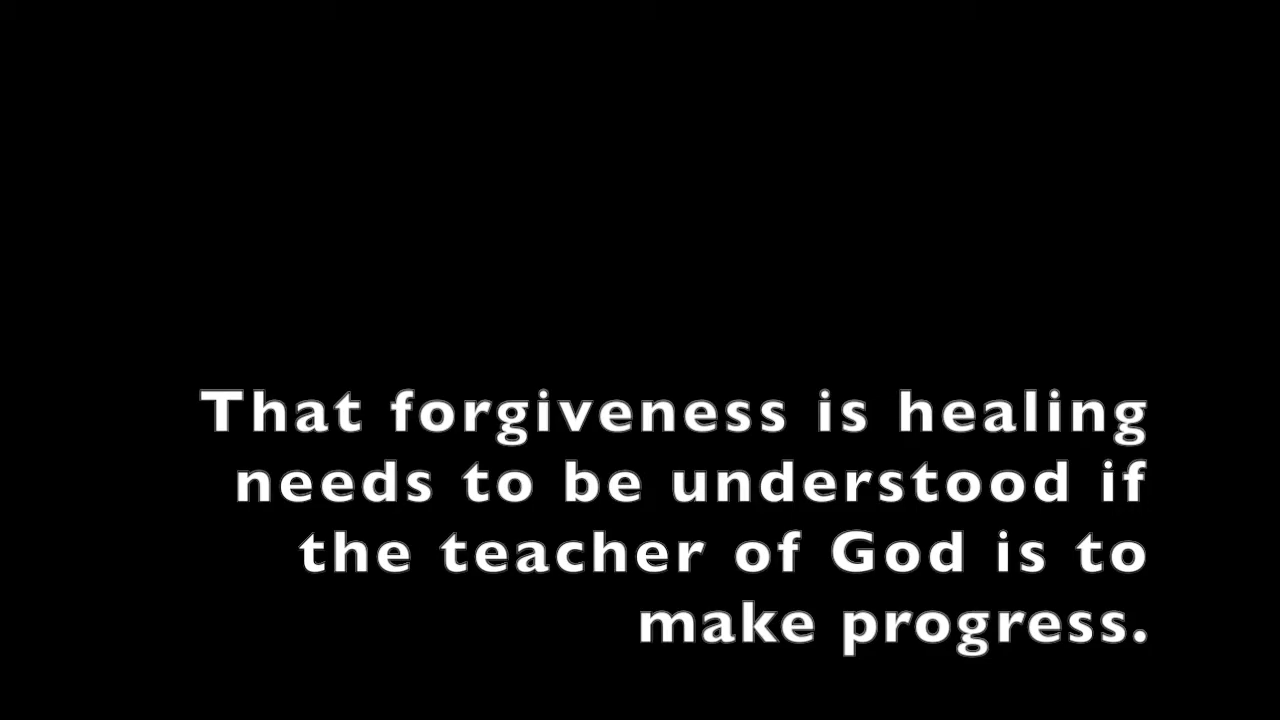 That forgiveness is healing
needs to be understood if
the teacher of God is to
make progress.